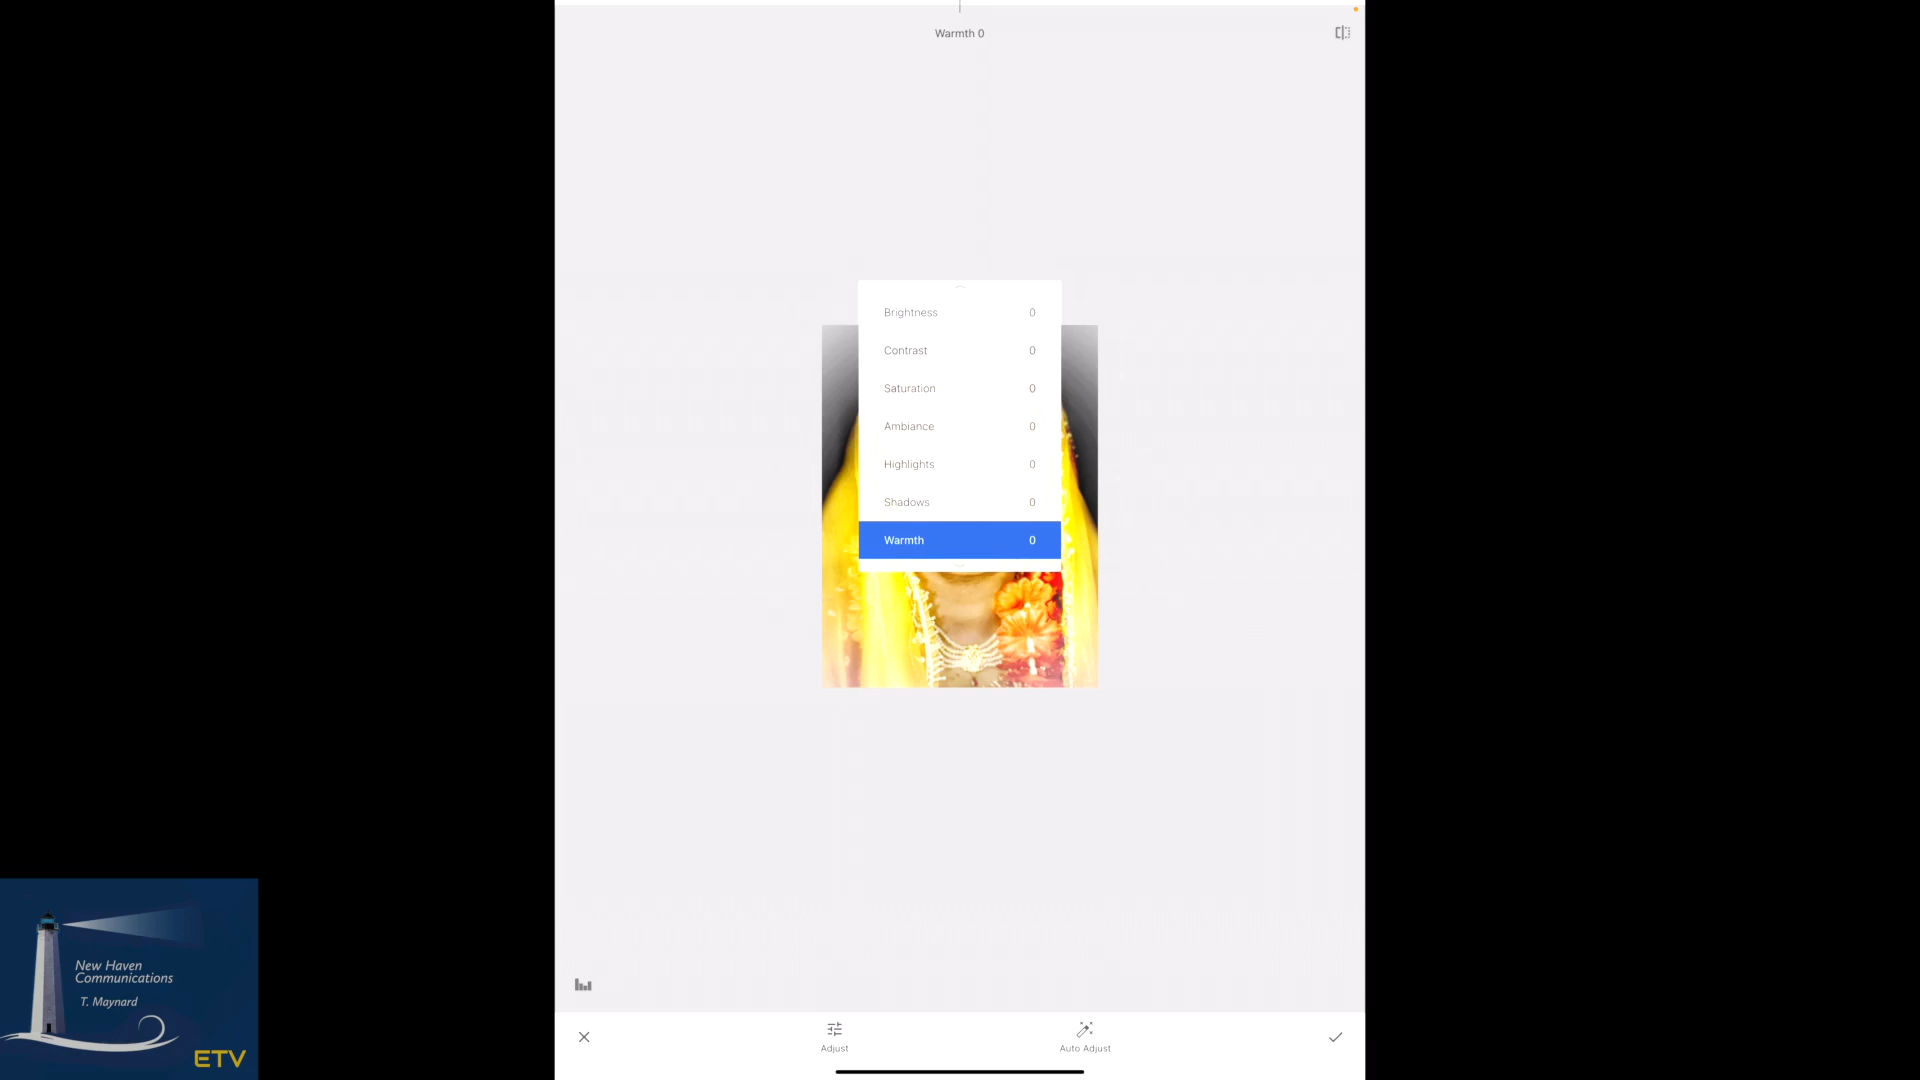 Warmth 0
Brightness 0
Contrast 0
Saturation 0
Ambiance 0
Highlights 0
Shadows 0
Warmth 0
Adjust
Auto Adjust
New Haven
Communications
T. Maynard
ETV